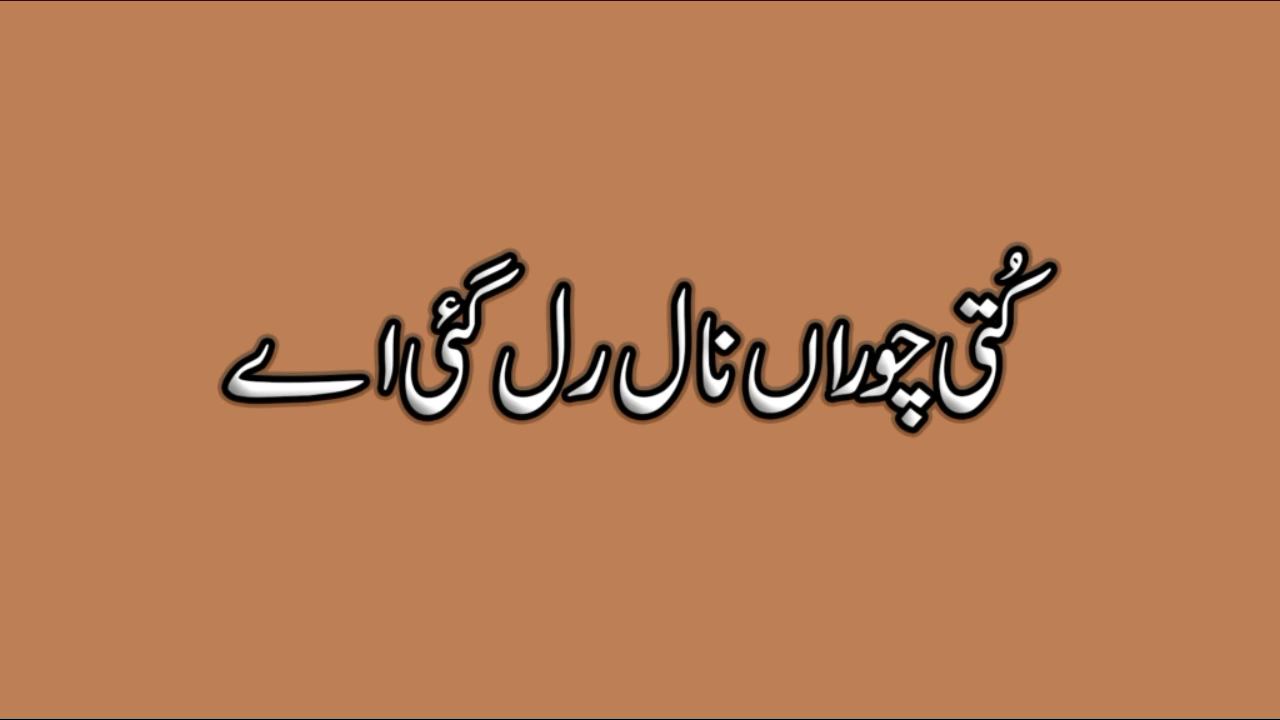 کُتی چوراں نال رل گئی اے